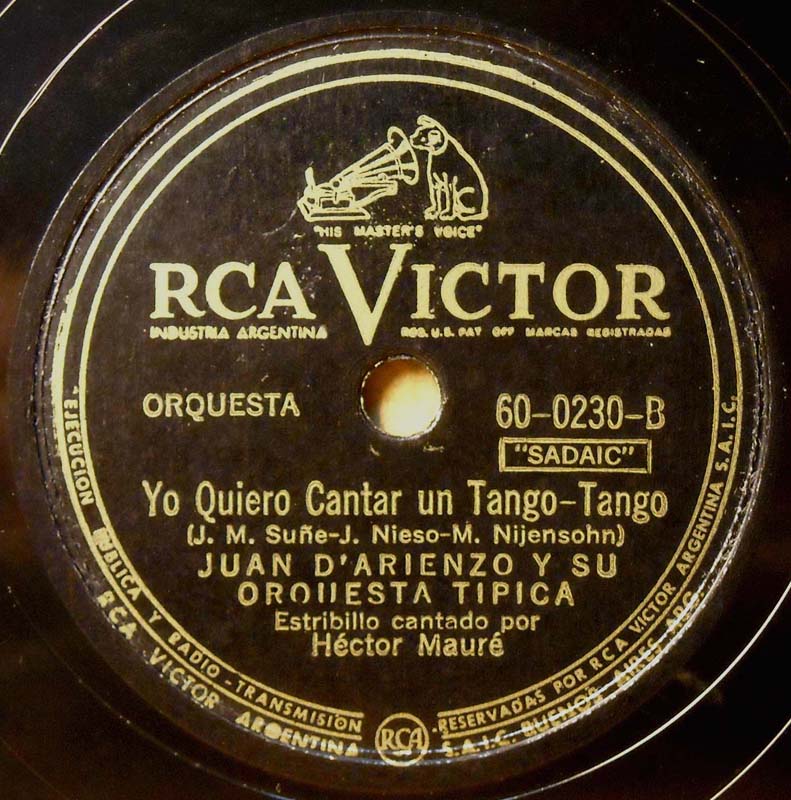 "HIS MASTER'S VOICE"
RCA VICTOR
INDUSTRIA ARGENTINA
REG. U.S. PAT OFF MARCAS REGISTRADAS
ORQUESTA
60-0230-B
"SADAIC"
Yo Quiero Cantar un Tango-Tango
(J. M. Suñe-J. Nieso-M. Nijensohn)
JUAN D'ARIENZO Y SU
ORQUESTA TIPICA
Estribillo cantado por
Héctor Mauré
"EJECUCION PUBLICA Y RADIO-TRANSMISION RESERVADAS POR RCA VICTOR ARGENTINA S.A.I.C.
RCA VICTOR ARGENTINA S.A.I.C. BUENOS AIRES ARG.
RCA